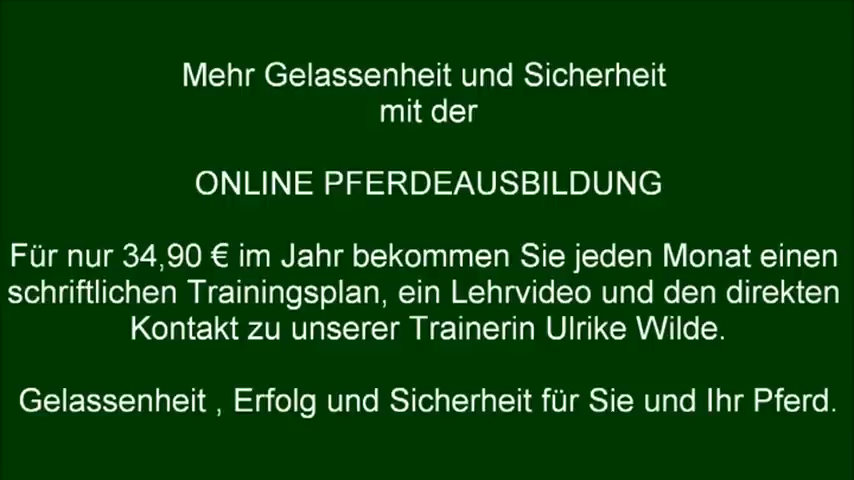 Mehr Gelassenheit und Sicherheit
mit der
ONLINE PFERDEAUSBILDUNG
Für nur 34,90 € im Jahr bekommen Sie jeden Monat einen
schriftlichen Trainingsplan, ein Lehrvideo und den direkten
Kontakt zu unserer Trainerin Ulrike Wilde.
Gelassenheit , Erfolg und Sicherheit für Sie und Ihr Pferd.